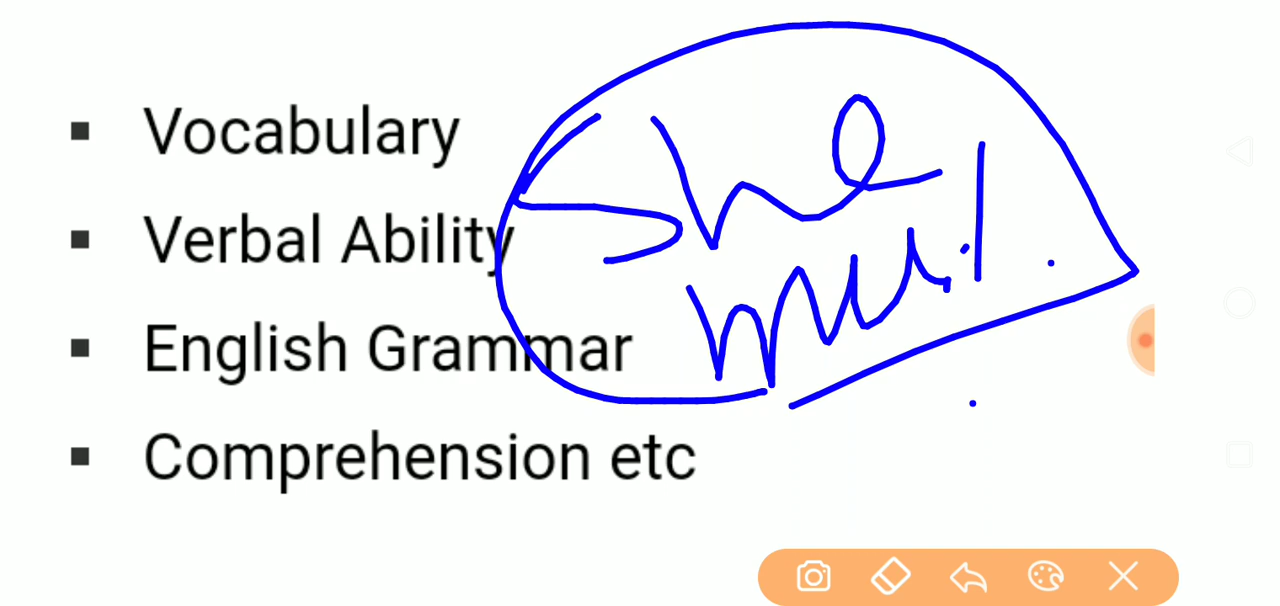 Vocabulary
Verbal Ability
English Grammar
Comprehension etc
She